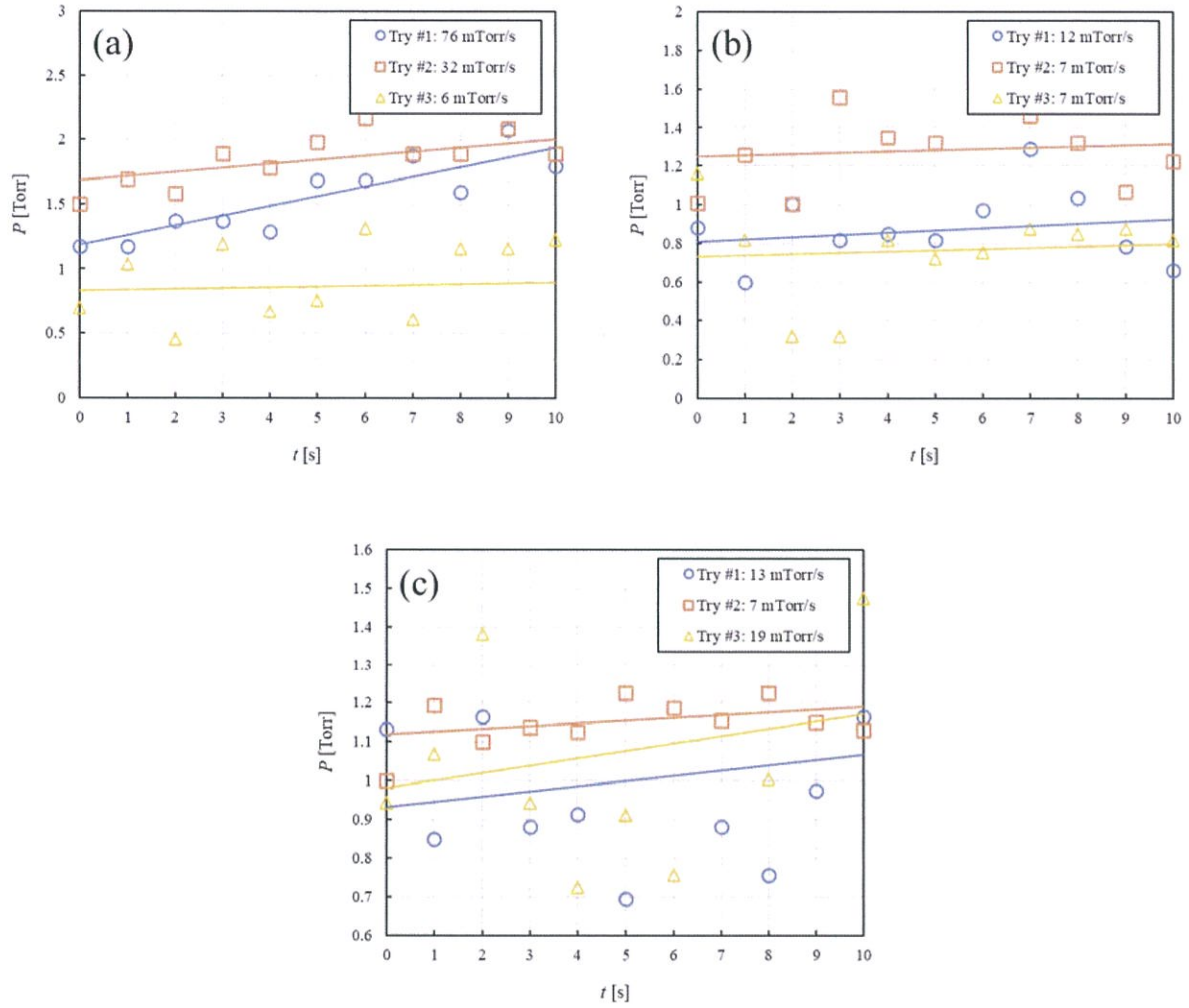 (a)
Try #1: 76 mTorr/s
Try #2: 32 mTorr/s
Try #3: 6 mTorr/s
3
2.5
2
1.5
1
0.5
0
P [Torr]
0 1 2 3 4 5 6 7 8 9 10
t [s]
(b)
Try #1: 12 mTorr/s
Try #2: 7 mTorr/s
Try #3: 7 mTorr/s
2
1.8
1.6
1.4
1.2
1
0.8
0.6
0.4
0.2
0
P [Torr]
0 1 2 3 4 5 6 7 8 9 10
t [s]
(c)
Try #1: 13 mTorr/s
Try #2: 7 mTorr/s
Try #3: 19 mTorr/s
1.6
1.5
1.4
1.3
1.2
1.1
1
0.9
0.8
0.7
0.6
P [Torr]
0 1 2 3 4 5 6 7 8 9 10
t [s]